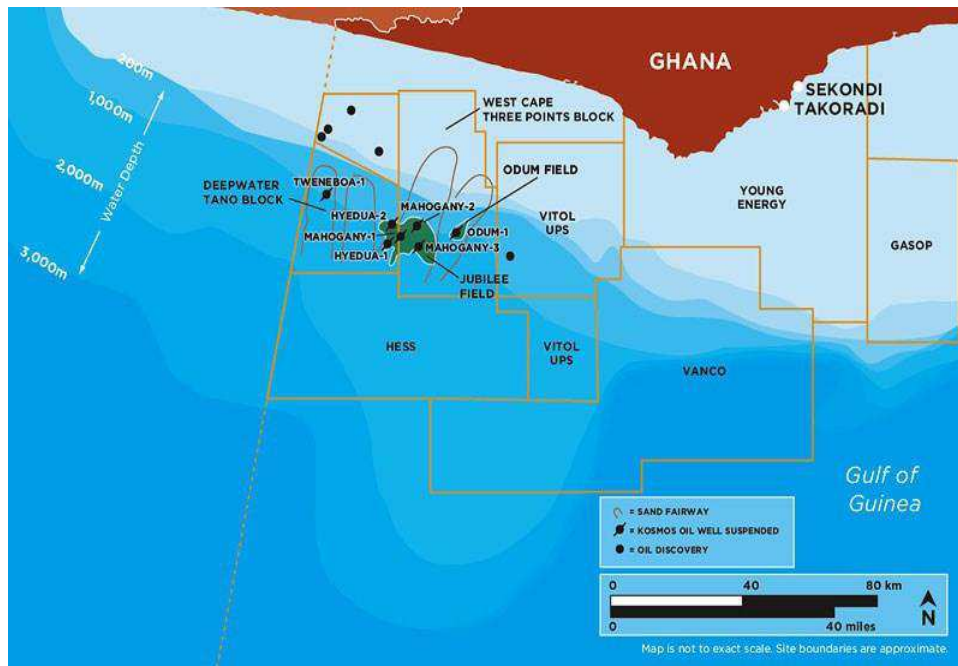 GHANA
SEKONDI
TAKORADI
200m
1,000m
2,000m
3,000m
Water Depth
WEST CAPE
THREE POINTS BLOCK
DEEPWATER
TANO BLOCK
TWENEBOA-1
HYEDUA-2
MAHOGANY-2
MAHOGANY-1
HYEDUA-1
MAHOGANY-3
ODUM FIELD
ODUM-1
JUBILEE
FIELD
VITOL
UPS
YOUNG
ENERGY
GASOP
HESS
VITOL
UPS
VANCO
Gulf of
Guinea
= SAND FAIRWAY
= KOSMOS OIL WELL SUSPENDED
= OIL DISCOVERY
0 40 80 km
0 40 miles
N
Map is not to exact scale. Site boundaries are approximate.